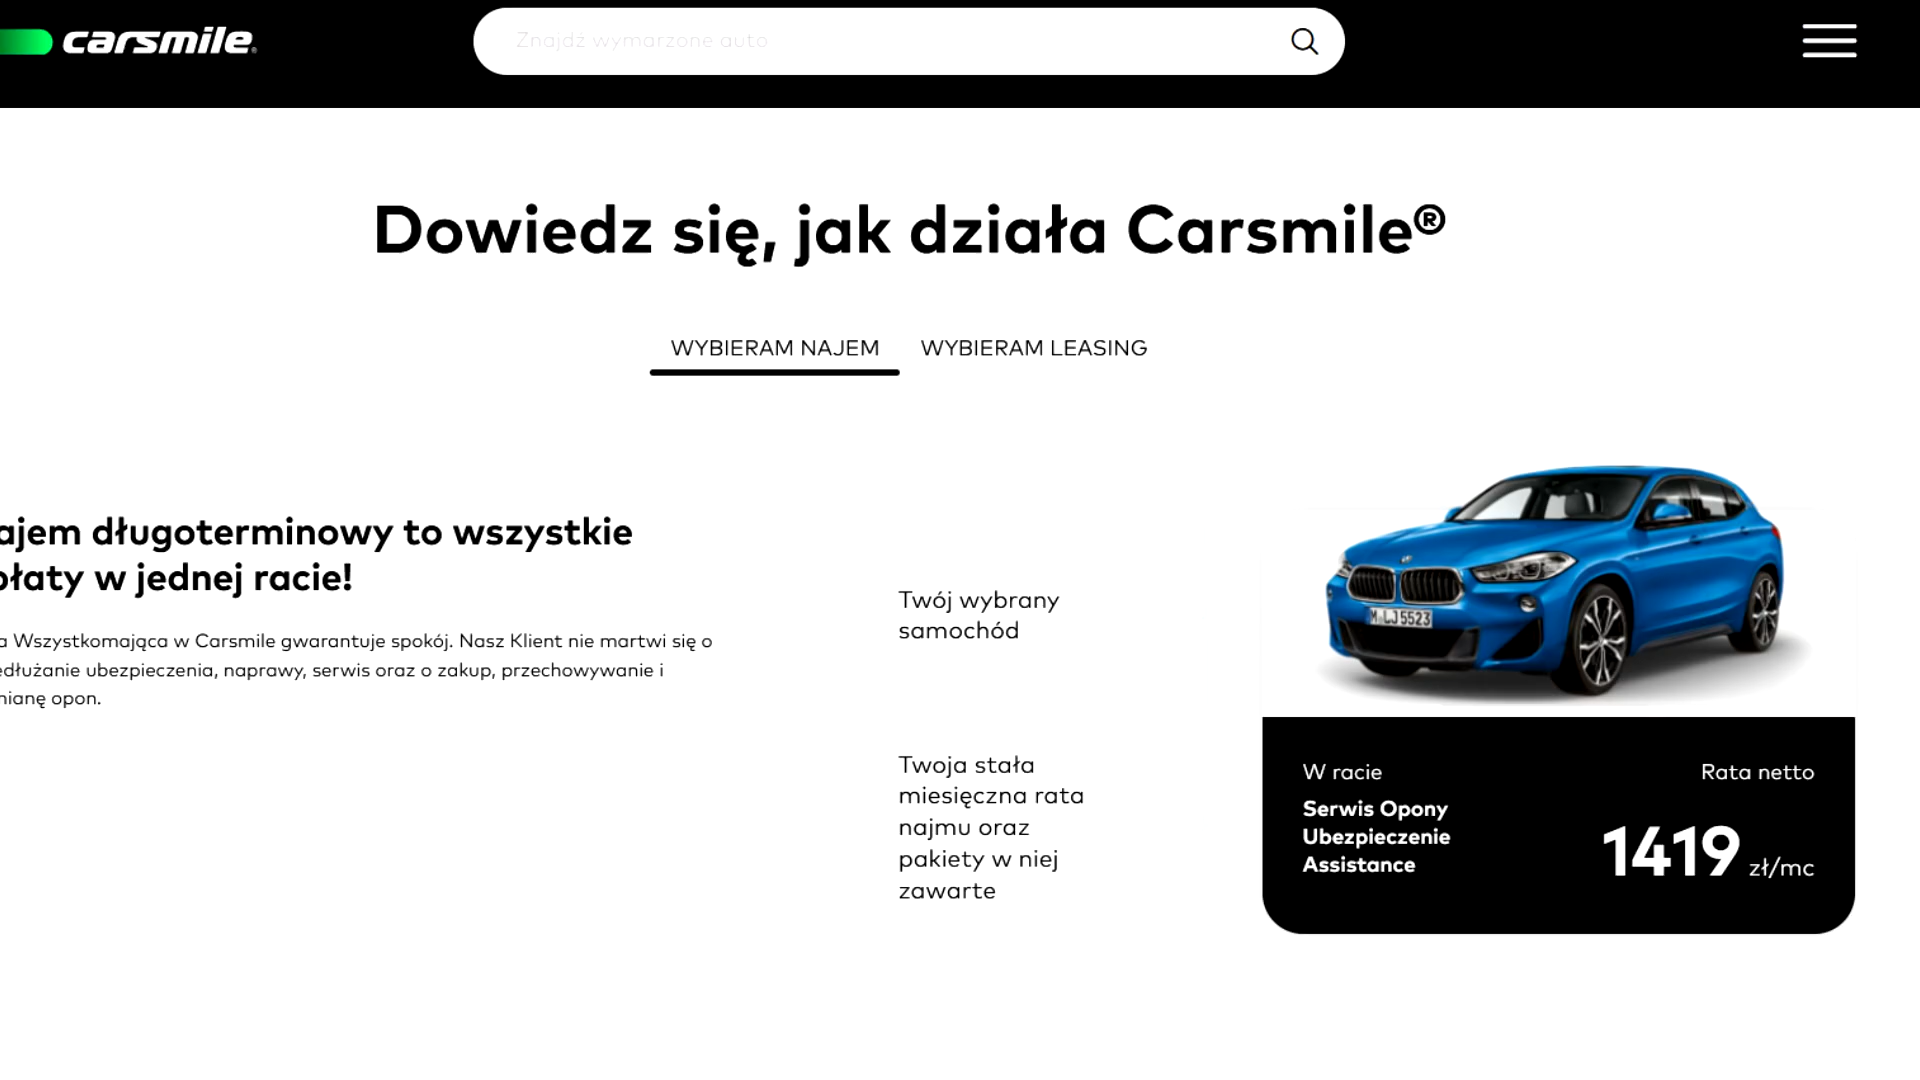 carsmile®
Znajdź wymarzone auto
Dowiedz się, jak działa Carsmile®
WYBIERAM NAJEM WYBIERAM LEASING
ajem długoterminowy to wszystkie
płaty w jednej racie!
a Wszystkomająca w Carsmile gwarantuje spokój. Nasz Klient nie martwi się o
edłużanie ubezpieczenia, naprawy, serwis oraz o zakup, przechowywanie i
mianę opon.
Twój wybrany
samochód
Twoja stała
miesięczna rata
najmu oraz
pakiety w niej
zawarte
M LJ 5523
W racie
Rata netto
Serwis Opony
Ubezpieczenie
Assistance
1419 zł/mc